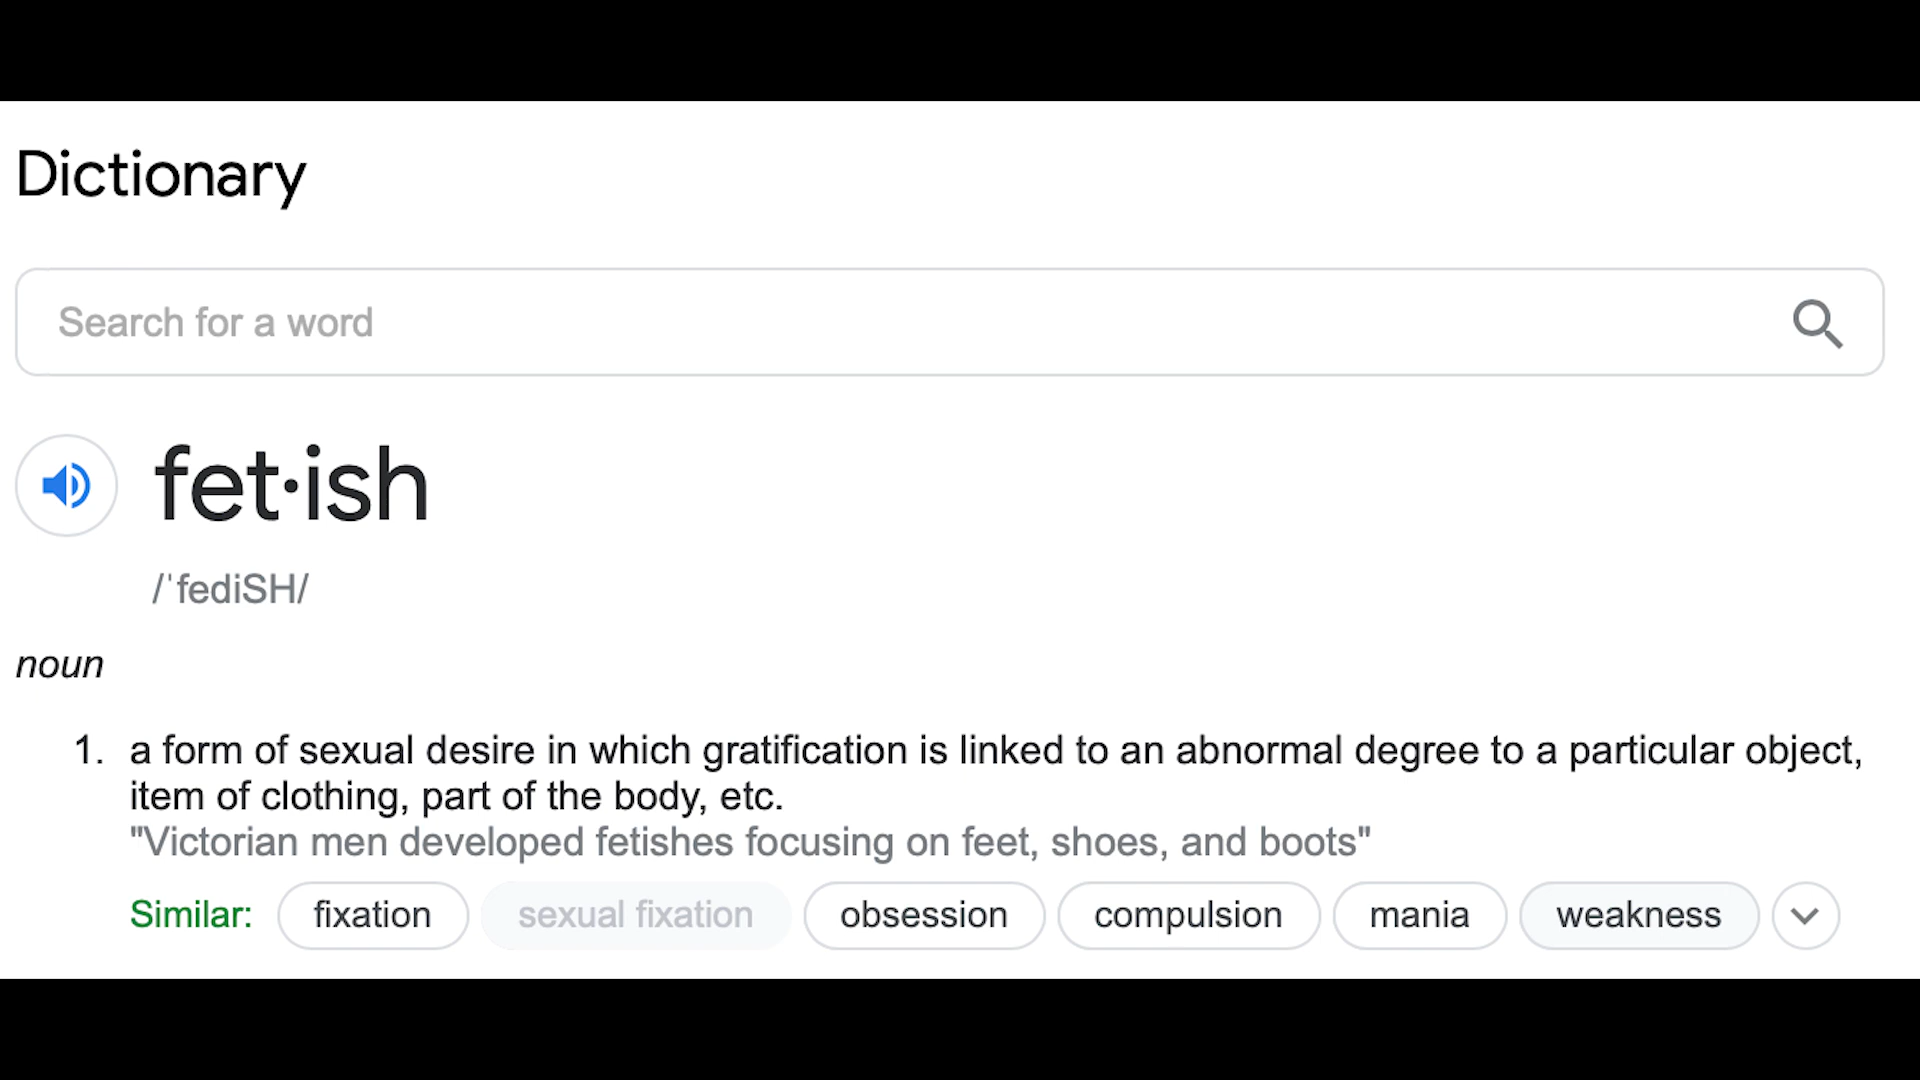 Dictionary
Search for a word
fet·ish
/ˈfediSH/
noun
1. a form of sexual desire in which gratification is linked to an abnormal degree to a particular object,
item of clothing, part of the body, etc.
"Victorian men developed fetishes focusing on feet, shoes, and boots"
Similar: fixation sexual fixation obsession compulsion mania weakness